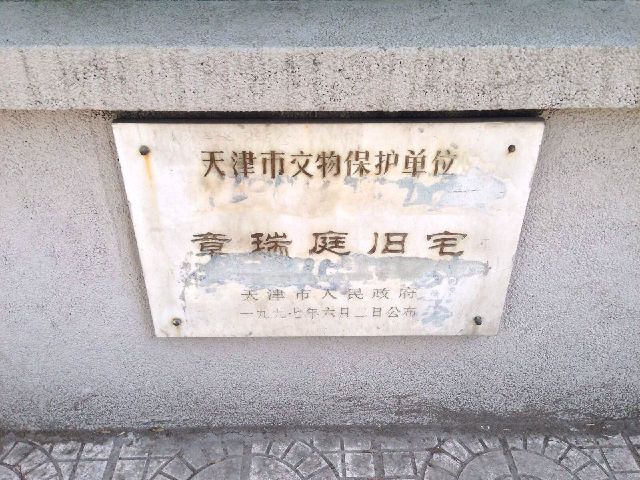 天津市文物保护单位
章瑞庭旧宅
天津市人民政府
一九九七年六月二日公布